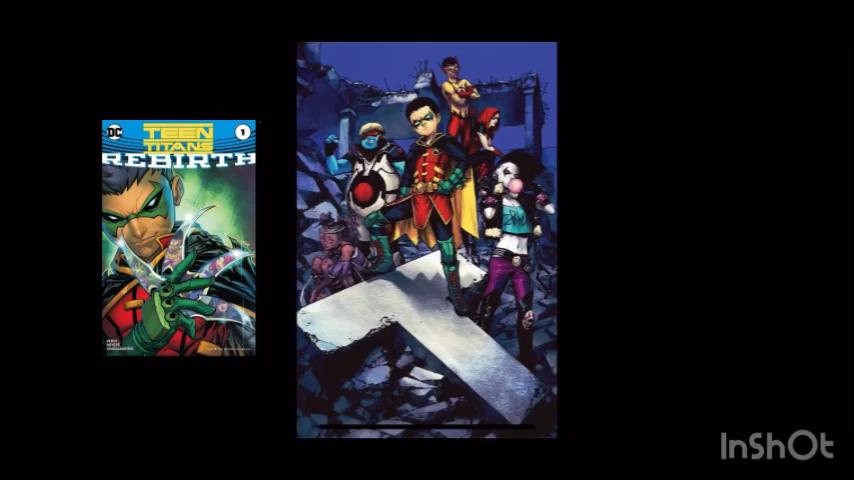 DC
TEEN
TITANS
1
REBIRTH
InShOt